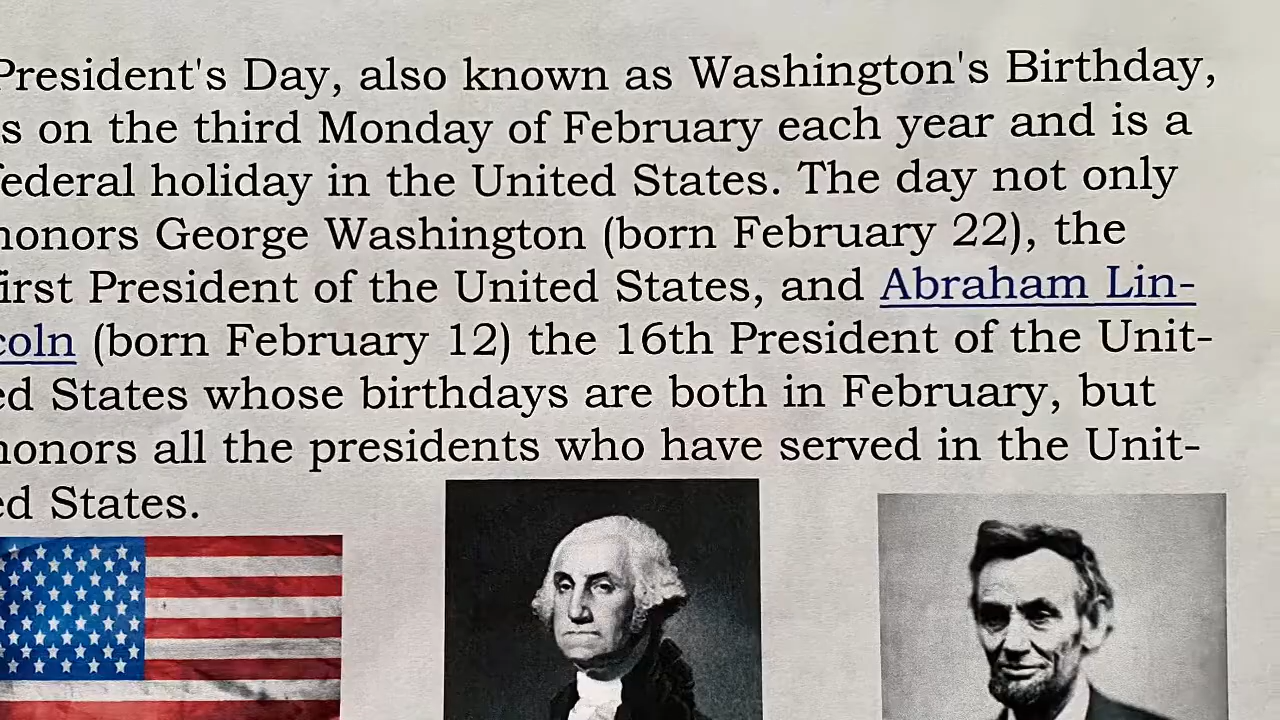 President's Day, also known as Washington's Birthday,
is on the third Monday of February each year and is a
federal holiday in the United States. The day not only
honors George Washington (born February 22), the
first President of the United States, and Abraham Lin-
coln (born February 12) the 16th President of the Unit-
ed States whose birthdays are both in February, but
honors all the presidents who have served in the Unit-
ed States.